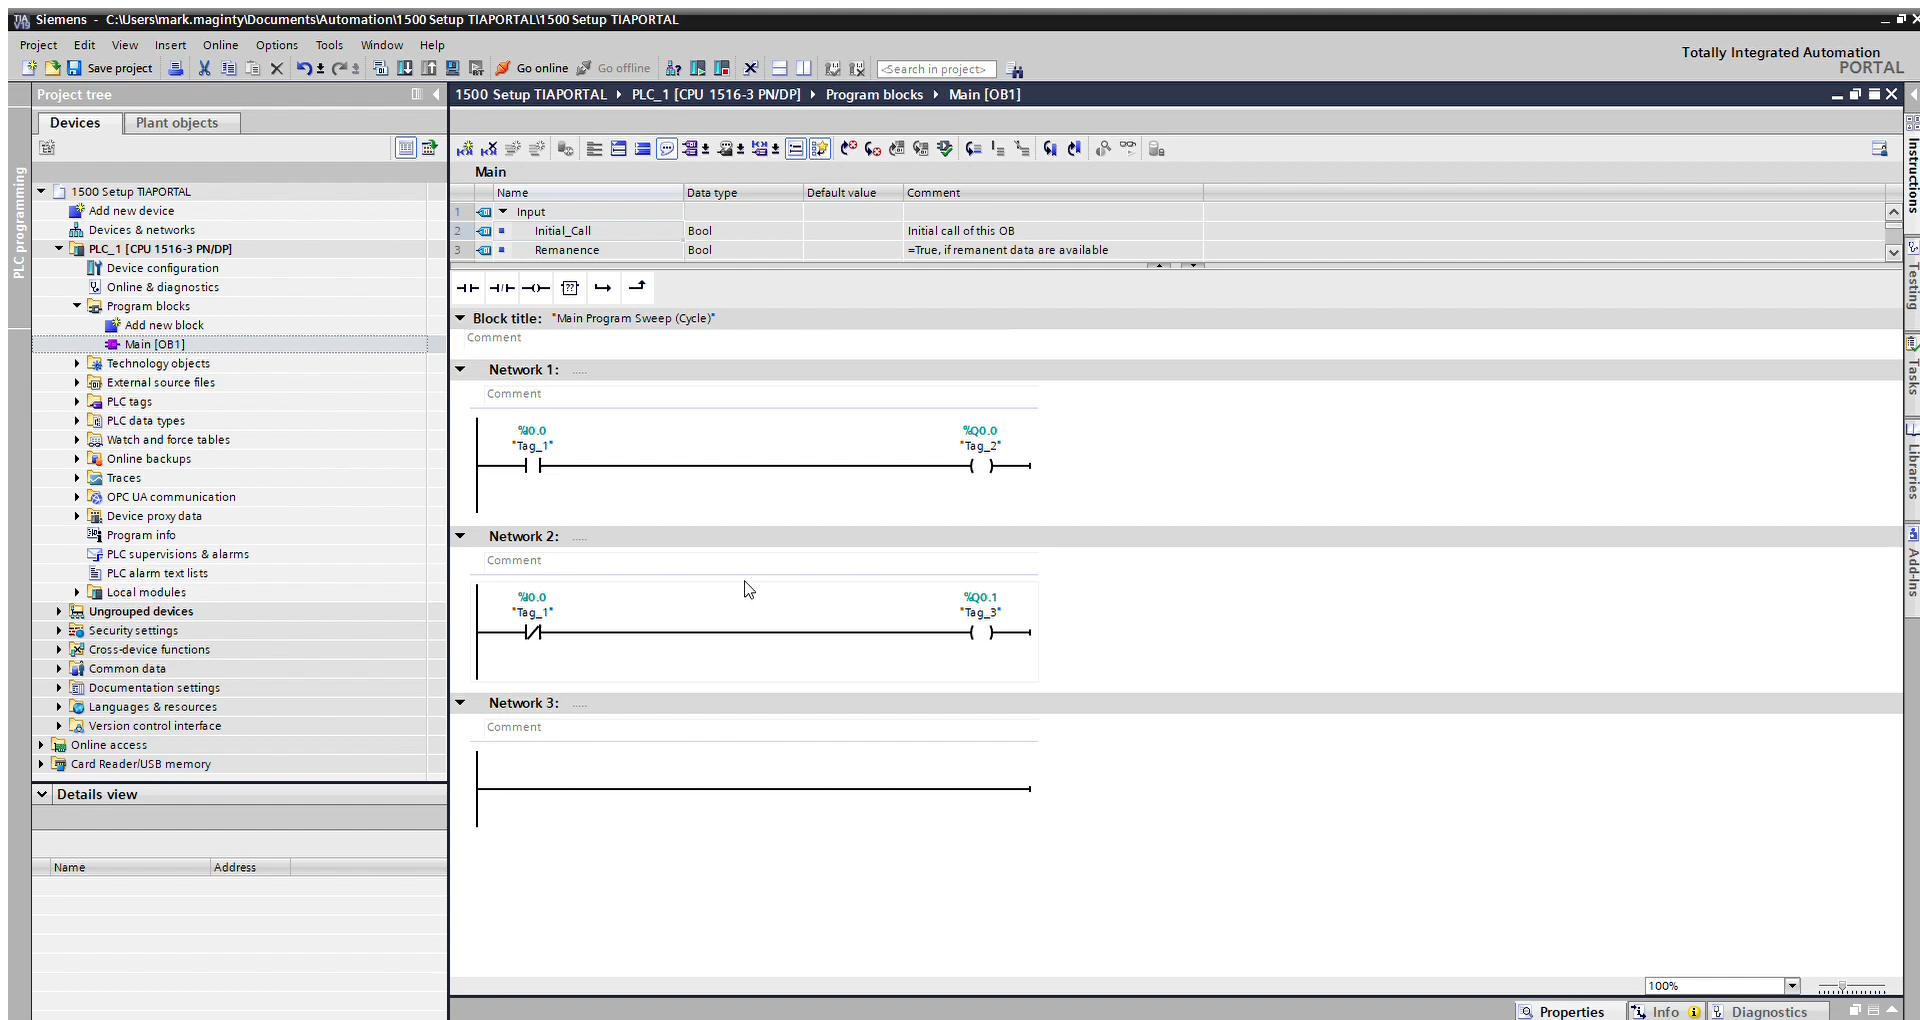 Siemens  -  C:\Users\mark.maginty\Documents\Automation\1500 Setup TIAPORTAL\1500 Setup TIAPORTAL
Project Edit View Insert Online Options Tools Window Help
Save project Go online Go offline <Search in project>
Totally Integrated Automation
PORTAL
Project tree
1500 Setup TIAPORTAL PLC_1 [CPU 1516-3 PN/DP] Program blocks Main [OB1]
Devices Plant objects
PLC programming
1500 Setup TIAPORTAL
Add new device
Devices & networks
PLC_1 [CPU 1516-3 PN/DP]
Device configuration
Online & diagnostics
Program blocks
Add new block
Main [OB1]
Technology objects
External source files
PLC tags
PLC data types
Watch and force tables
Online backups
Traces
OPC UA communication
Device proxy data
Program info
PLC supervisions & alarms
PLC alarm text lists
Local modules
Ungrouped devices
Security settings
Cross-device functions
Common data
Documentation settings
Languages & resources
Version control interface
Online access
Card Reader/USB memory
Details view
Name Address
Main
Name Data type Default value Comment
1 Input
2 Initial_Call Bool Initial call of this OB
3 Remanence Bool =True, if remanent data are available
??
Block title: "Main Program Sweep (Cycle)"
Comment
Network 1: .....
Comment
%I0.0 %Q0.0
"Tag_1" "Tag_2"
Network 2: .....
Comment
%I0.0 %Q0.1
"Tag_1" "Tag_3"
Network 3: .....
Comment
100%
Properties Info Diagnostics
Instructions
Testing
Tasks
Libraries
Add-Ins